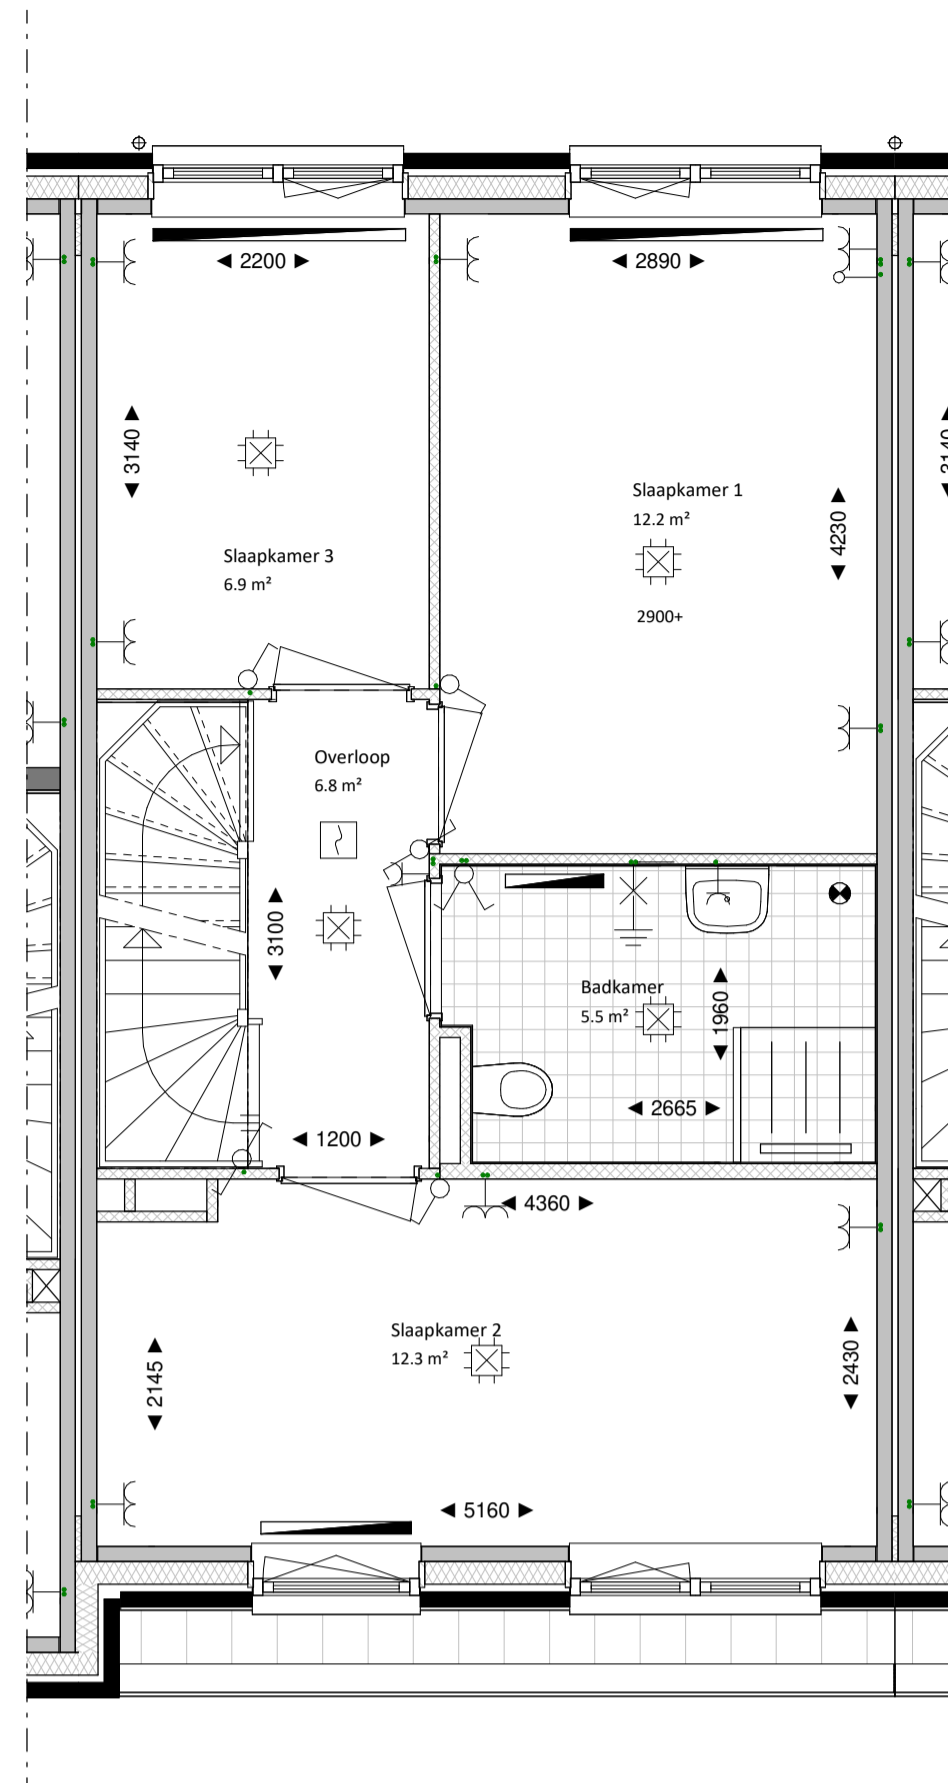 2200
2890
3140
3140
Slaapkamer 1
12.2 m²
4230
Slaapkamer 3
6.9 m²
2900+
Overloop
6.8 m²
3100
Badkamer
5.5 m²
1960
2665
1200
4360
Slaapkamer 2
12.3 m²
2145
2430
5160